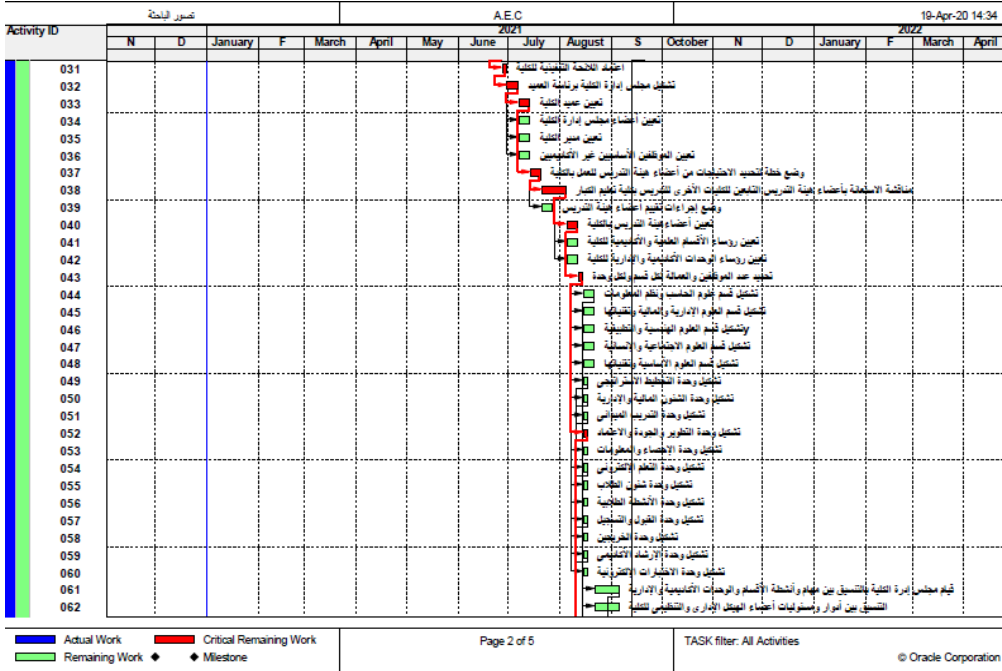 تصور الباحثة A.E.C 19-Apr-20 14:34
Activity ID 2021 2022
N D January F March April May June July August S October N D January F March April
031 اعتماد اللائحة التنفيذية للكلية
032 تشكيل مجلس إدارة الكلية برئاسة العميد
033 تعيين عميد الكلية
034 تعيين أعضاء مجلس إدارة الكلية
035 تعيين مدير الكلية
036 تعيين الموظفين الأساسيين غير الأكاديميين
037 وضع خطة لتحديد الاحتياجات من أعضاء هيئة التدريس للعمل بالكلية
038 مناقشة الاستعانة بأعضاء هيئة التدريس التابعين للكليات الأخرى للتدريس بكلية تعليم الكبار
039 وضع إجراءات تقييم اعضاء هيئة التدريس
040 تعيين أعضاء هيئة التدريس بالكلية
041 تعيين رؤساء الأقسام العلمية والأكاديمية للكلية
042 تعيين رؤساء الوحدات الأكاديمية والإدارية للكلية
043 تحديد عدد الموظفين والعمالة لكل قسم ولكل وحدة
044 تشكيل قسم علوم الحاسب ونظم المعلومات
045 تشكيل قسم العلوم الإدارية والمالية وتقنياتها
046 تشكيل قسم العلوم الهندسية والتطبيقية y
047 تشكيل قسم العلوم الاجتماعية والإنسانية
048 تشكيل قسم العلوم الأساسية وتقنياتها
049 تشكيل وحدة التخطيط الاستراتيجى
050 تشكيل وحدة الشئون المالية والإدارية
051 تشكيل وحدة التدريب الميدانى
052 تشكيل وحدة التطوير والجودة والاعتماد
053 تشكيل وحدة الإحصاء والمعلومات
054 تشكيل وحدة التعلم الإلكترونى
055 تشكيل وحدة شئون الطلاب
056 تشكيل وحدة الأنشطة الطلابية
057 تشكيل وحدة القبول والتسجيل
058 تشكيل وحدة الخريجين
059 تشكيل وحدة الإرشاد الأكاديمى
060 تشكيل وحدة الاختبارات الإلكترونية
061 قيام مجلس إدرة الكلية بالتنسيق بين مهام وأنشطة الأقسام والوحدات الأكاديمية والإدارية
062 التنسيق بين أدوار ومسئوليات أعضاء الهيكل الإدارى والتنظيمى للكلية
Actual Work Critical Remaining Work Page 2 of 5 TASK filter: All Activities
Remaining Work Milestone © Oracle Corporation